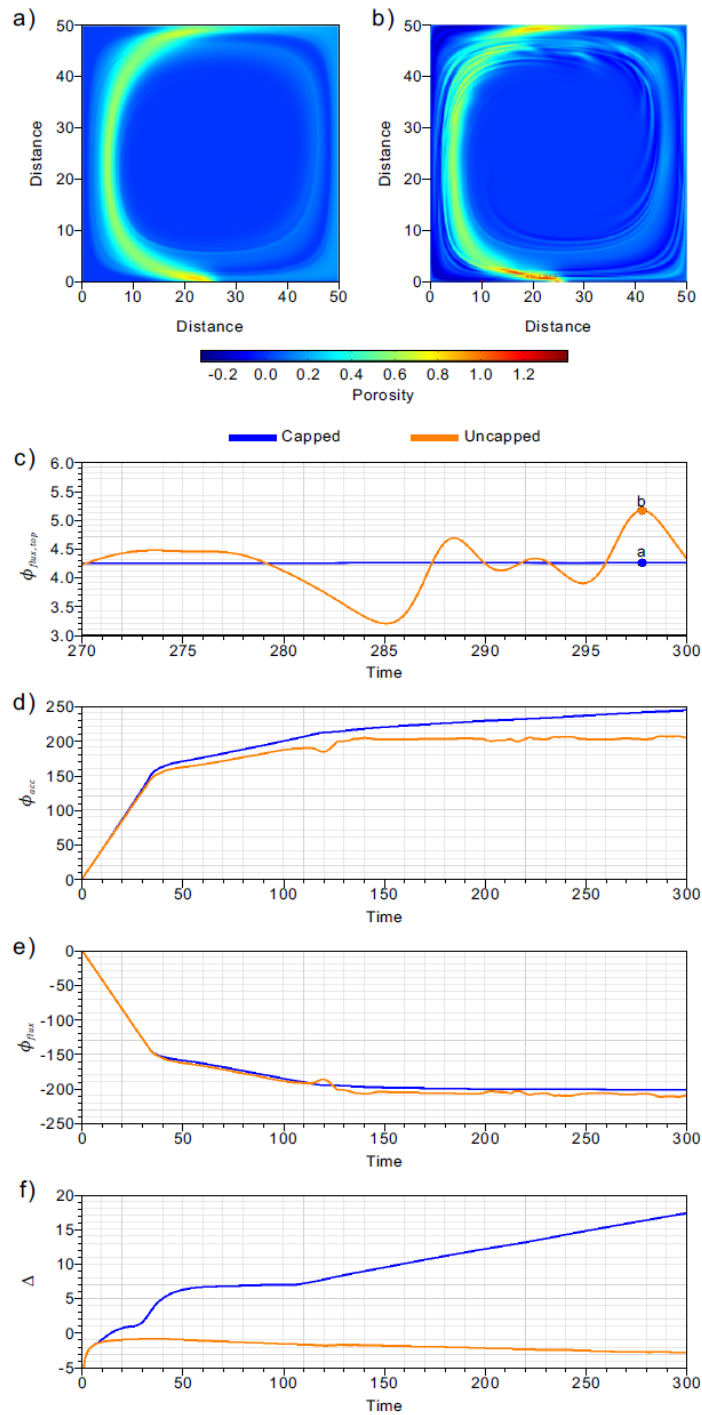 a) b)
50 50
40 40
30 30
20 20
10 10
0 0
Distance Distance
0 10 20 30 40 50 0 10 20 30 40 50
Distance Distance
-0.2 0.0 0.2 0.4 0.6 0.8 1.0 1.2
Porosity
Capped Uncapped
c)
6.0
5.5
5.0
4.5
4.0
3.5
3.0
ϕflux,top
b
a
270 275 280 285 290 295 300
Time
d)
250
200
150
100
50
0
ϕacc
0 50 100 150 200 250 300
Time
e)
0
-50
-100
-150
-200
-250
ϕflux
0 50 100 150 200 250 300
Time
f)
20
15
10
5
0
-5
Δ
0 50 100 150 200 250 300
Time